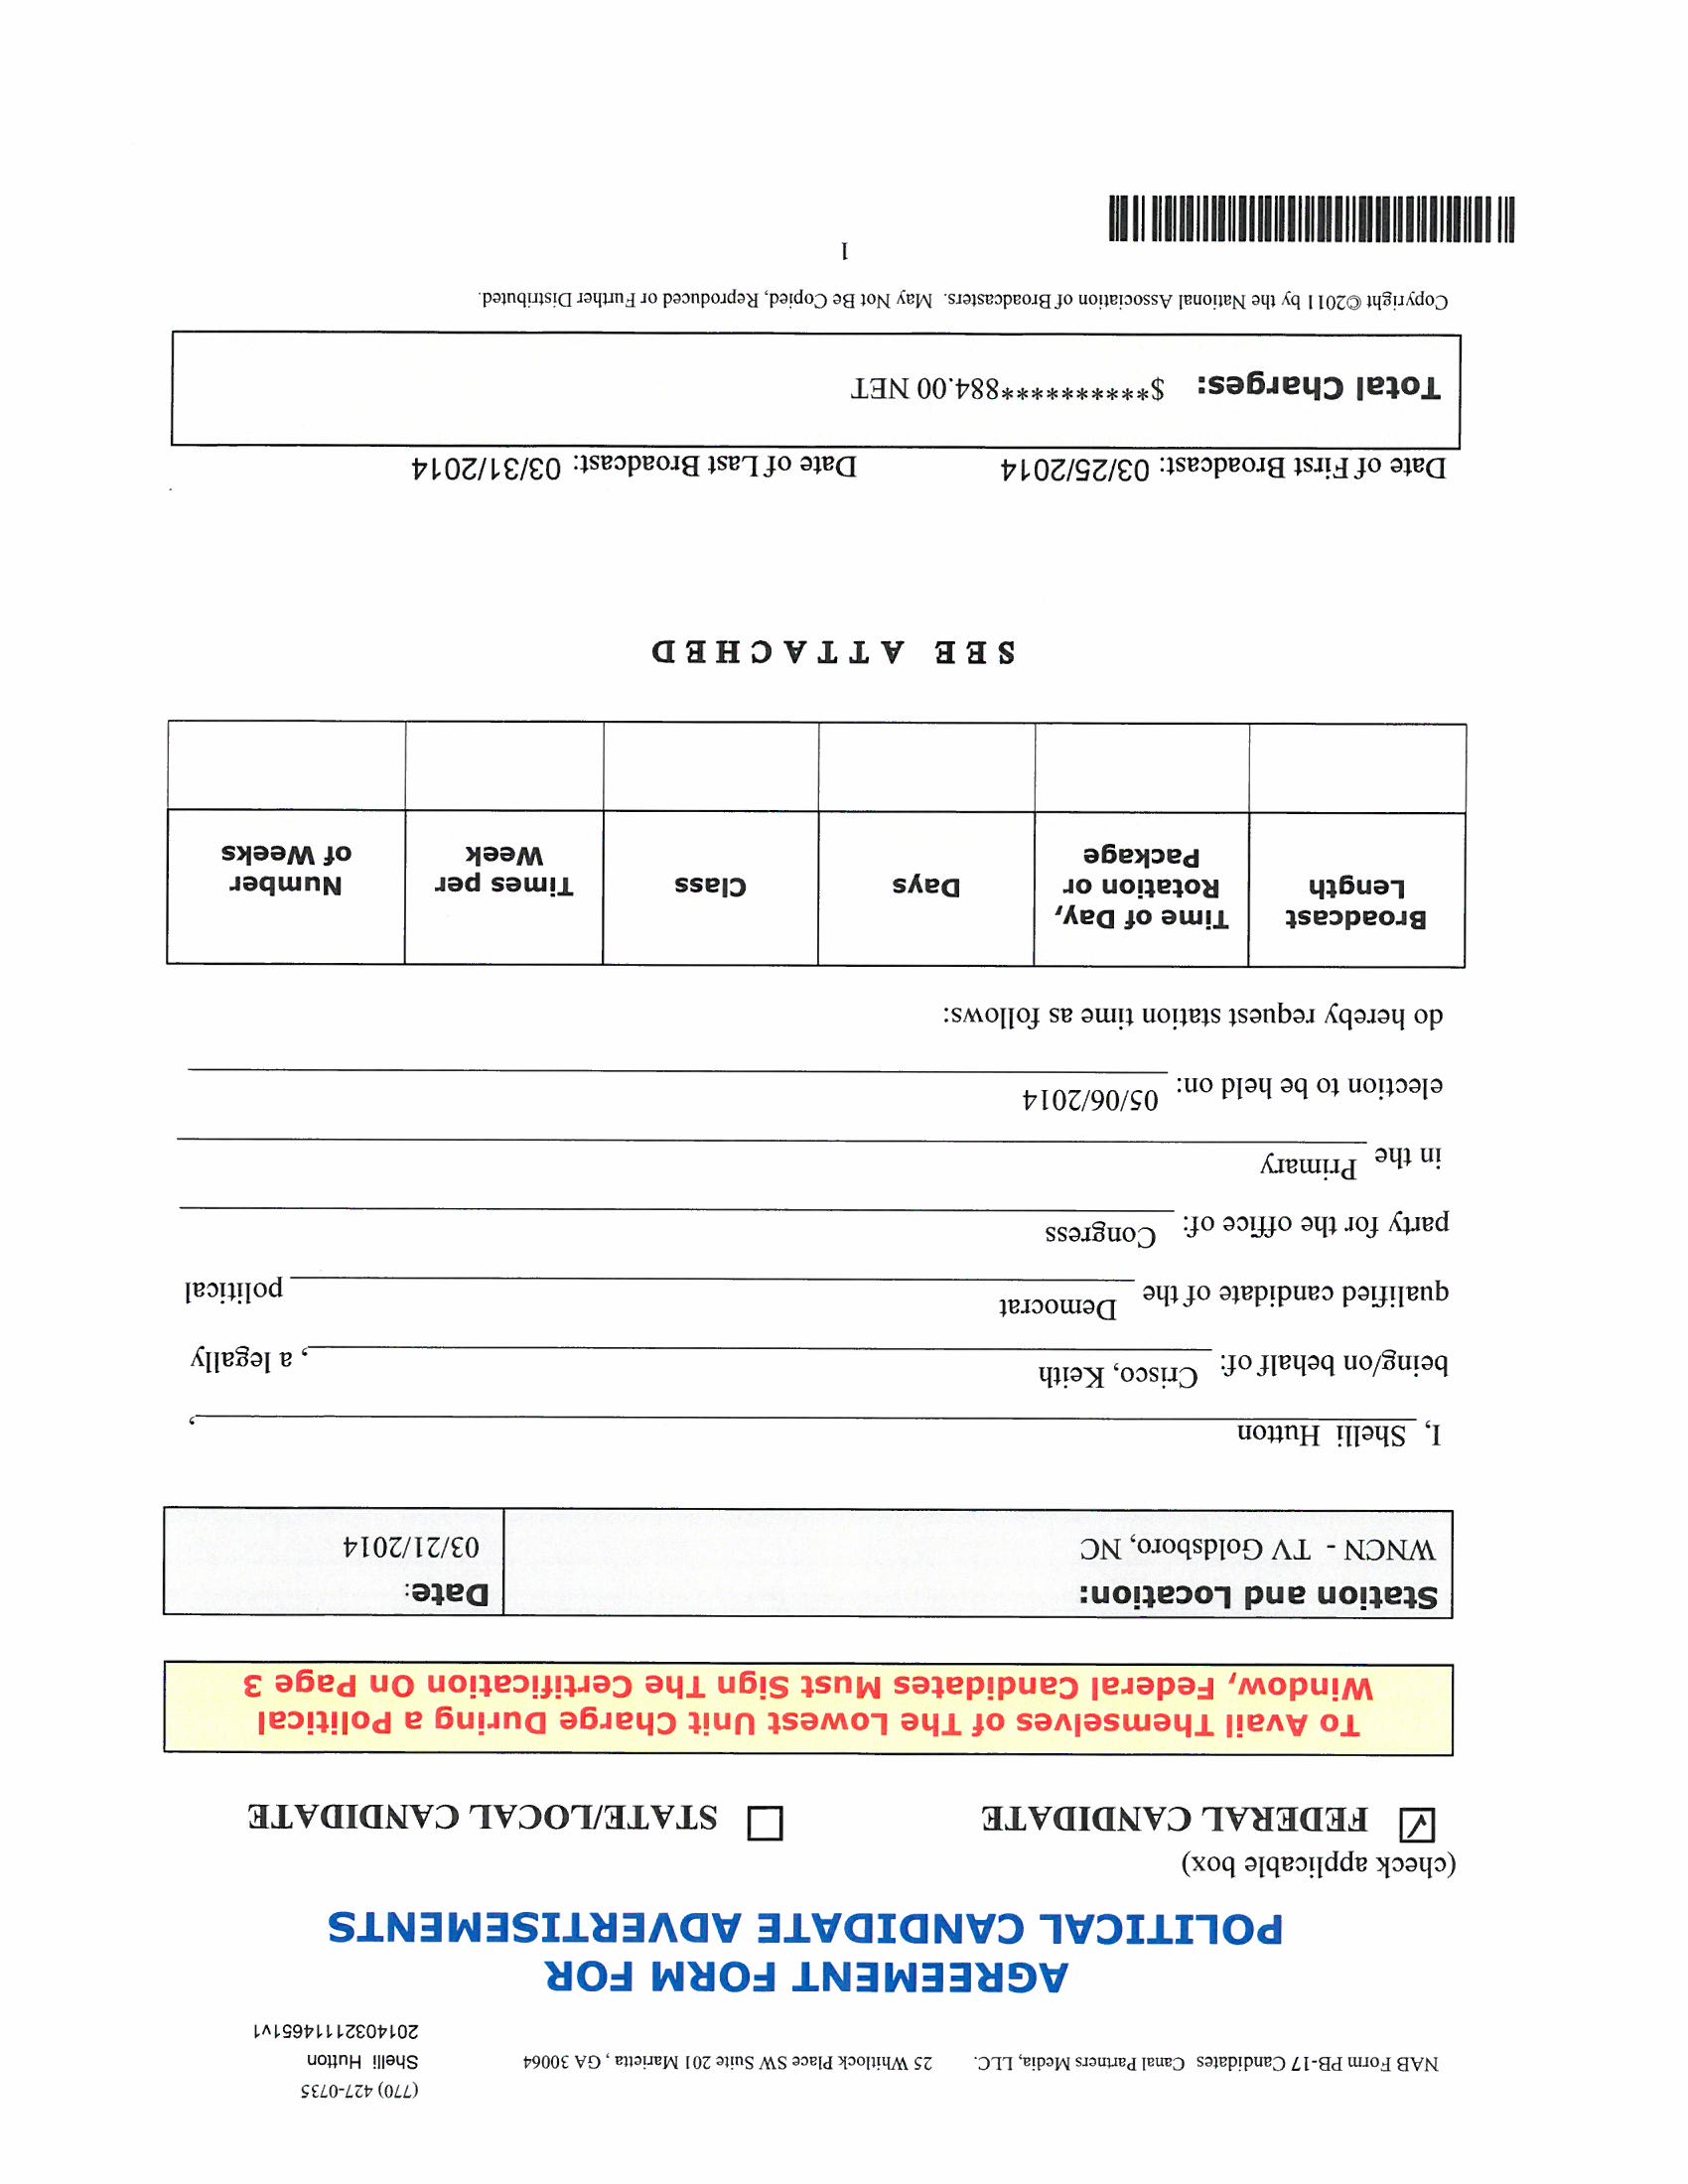 (770) 427-0735
NAB Form PB-17 Candidates Canal Partners Media, LLC. 25 Whitlock Place SW Suite 201 Marietta , GA 30064 Shelli Hutton
20140321114651v1
AGREEMENT FORM FOR
POLITICAL CANDIDATE ADVERTISEMENTS
(check applicable box)
FEDERAL CANDIDATE STATE/LOCAL CANDIDATE
To Avail Themselves of The Lowest Unit Charge During a Political
Window, Federal Candidates Must Sign The Certification On Page 3
Station and Location: Date:
WNCN - TV Goldsboro, NC 03/21/2014
I, Shelli Hutton ,
being/on behalf of: Crisco, Keith , a legally
qualified candidate of the Democrat political
party for the office of: Congress
in the Primary
election to be held on: 05/06/2014
do hereby request station time as follows:
Broadcast Length
Time of Day, Rotation or Package
Days
Class
Times per Week
Number of Weeks
SEE ATTACHED
Date of First Broadcast: 03/25/2014 Date of Last Broadcast: 03/31/2014
Total Charges: $***********884.00 NET
Copyright ©2011 by the National Association of Broadcasters. May Not Be Copied, Reproduced or Further Distributed.
1